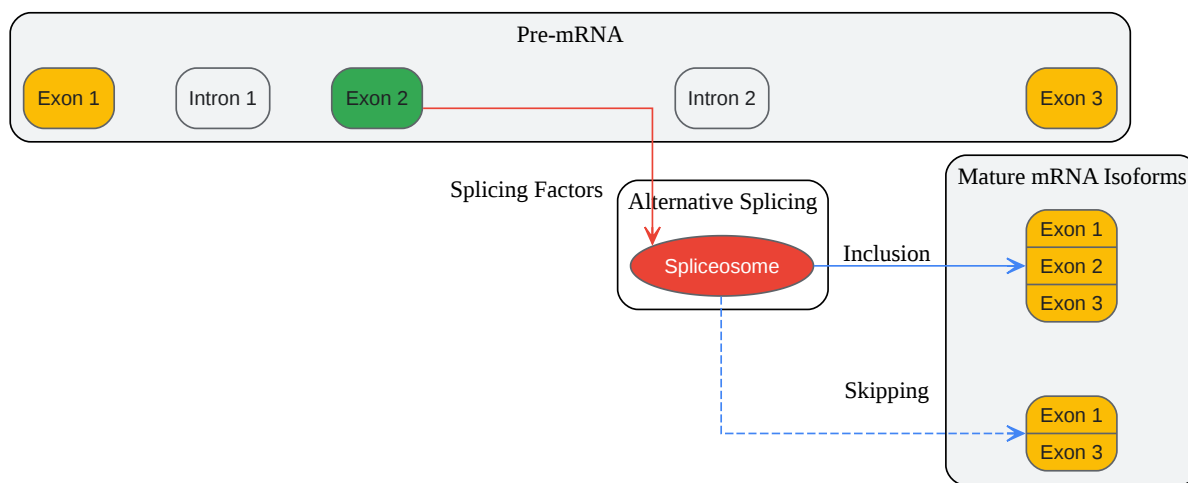 Pre-mRNA
Exon 1
Intron 1
Exon 2
Intron 2
Exon 3
Splicing Factors
Alternative Splicing
Spliceosome
Inclusion
Skipping
Mature mRNA Isoforms
Exon 1
Exon 2
Exon 3
Exon 1
Exon 3